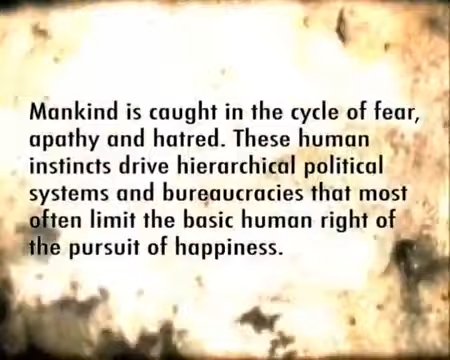 Mankind is caught in the cycle of fear,
apathy and hatred. These human
instincts drive hierarchical political
systems and bureaucracies that most
often limit the basic human right of
the pursuit of happiness.